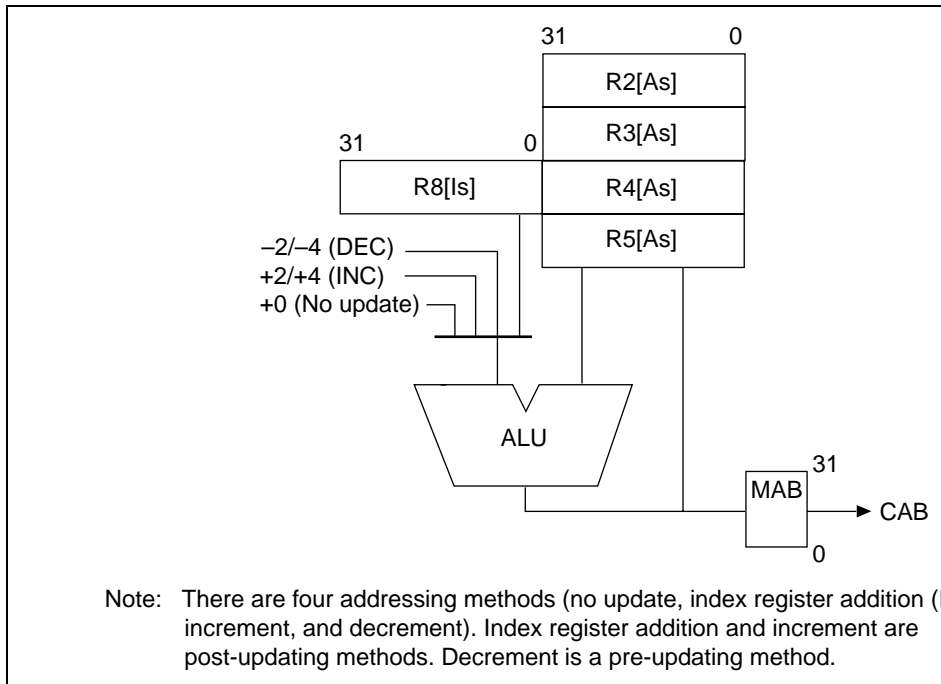 31 0
R2[As]
R3[As]
31 0
R8[Is] R4[As]
R5[As]
–2/–4 (DEC)
+2/+4 (INC)
+0 (No update)
ALU
31
MAB
CAB
0
Note: There are four addressing methods (no update, index register addition (
increment, and decrement). Index register addition and increment are
post-updating methods. Decrement is a pre-updating method.